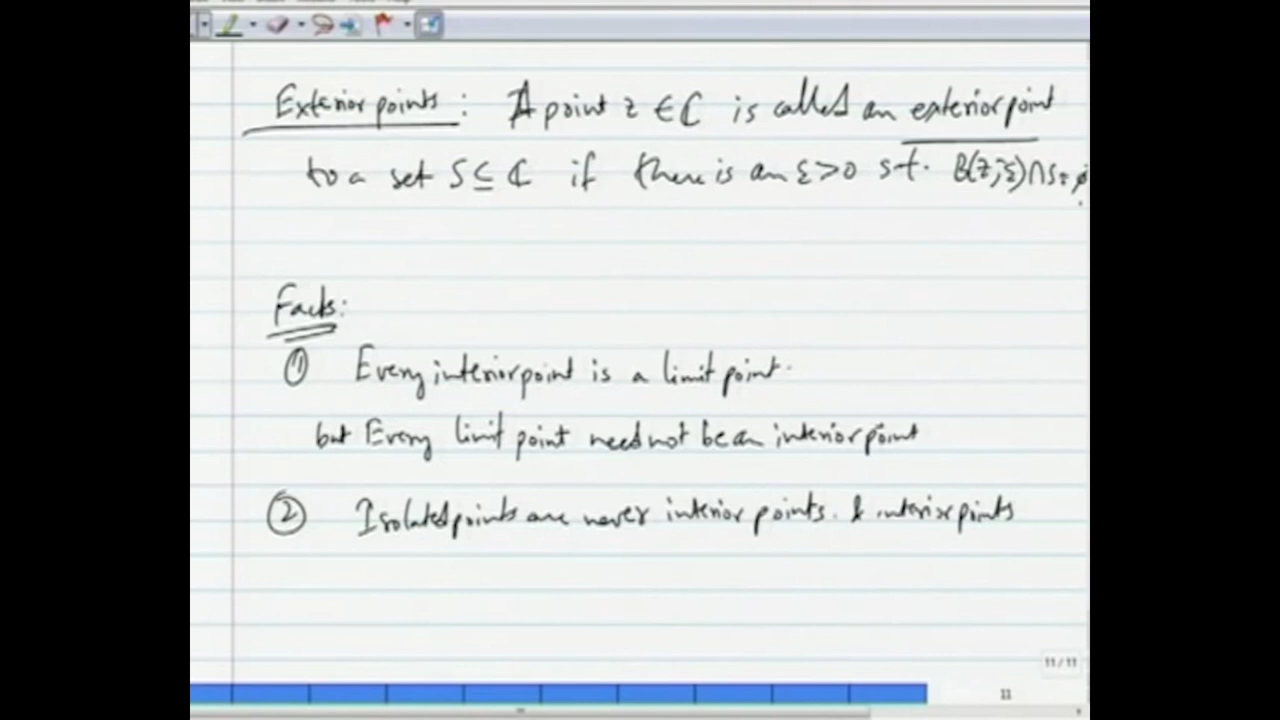 Exterior points : A point z ∈ ℂ is called an exterior point
to a set S ⊆ ℂ if there is an ε > 0 s.t. B(z; ε) ∩ S = ϕ.
Facts:
① Every interior point is a limit point.
but Every limit point need not be an interior point
② Isolated points are never interior points. & interior points
11 / 11
11